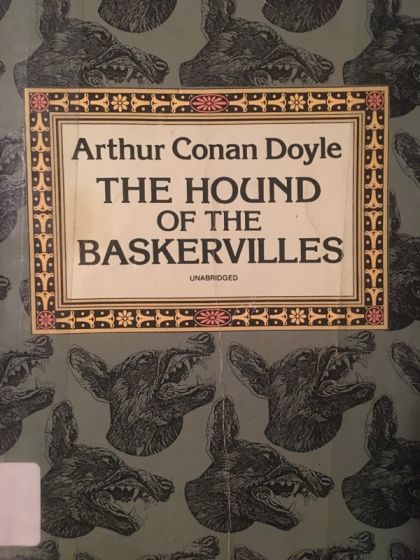 Arthur Conan Doyle
THE HOUND
OF THE
BASKERVILLES
UNABRIDGED